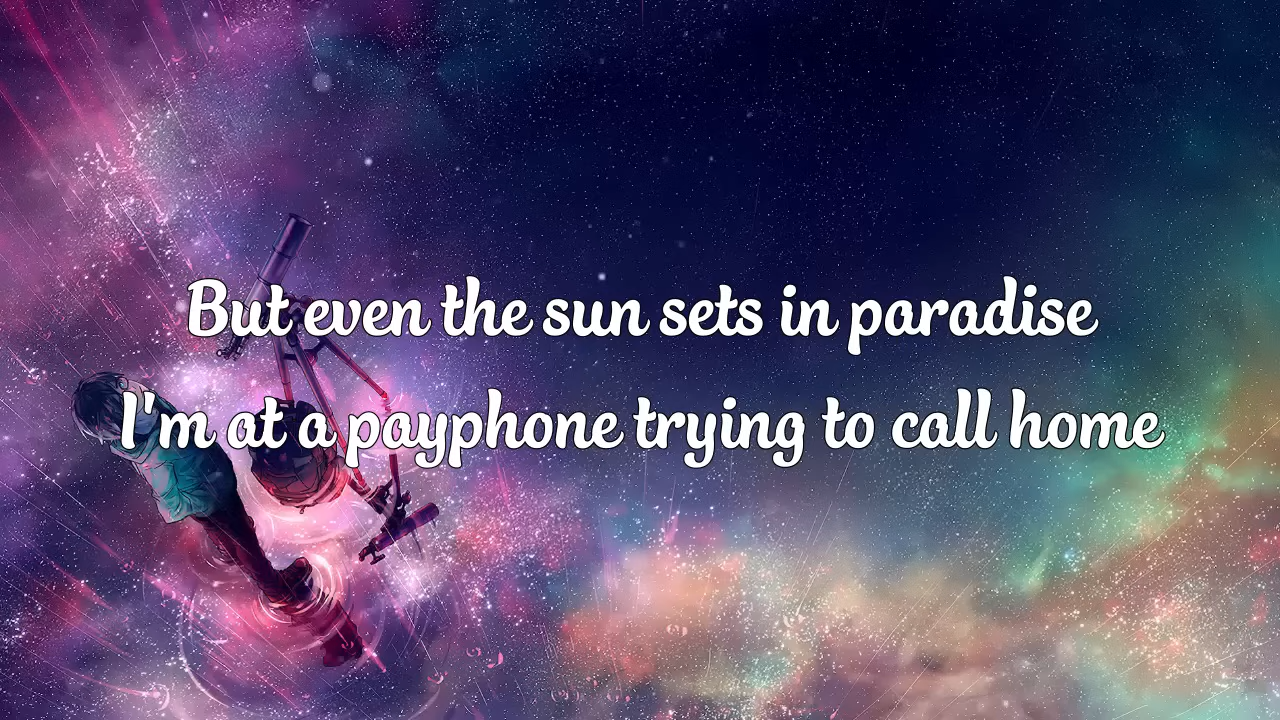 But even the sun sets in paradise
I'm at a payphone trying to call home